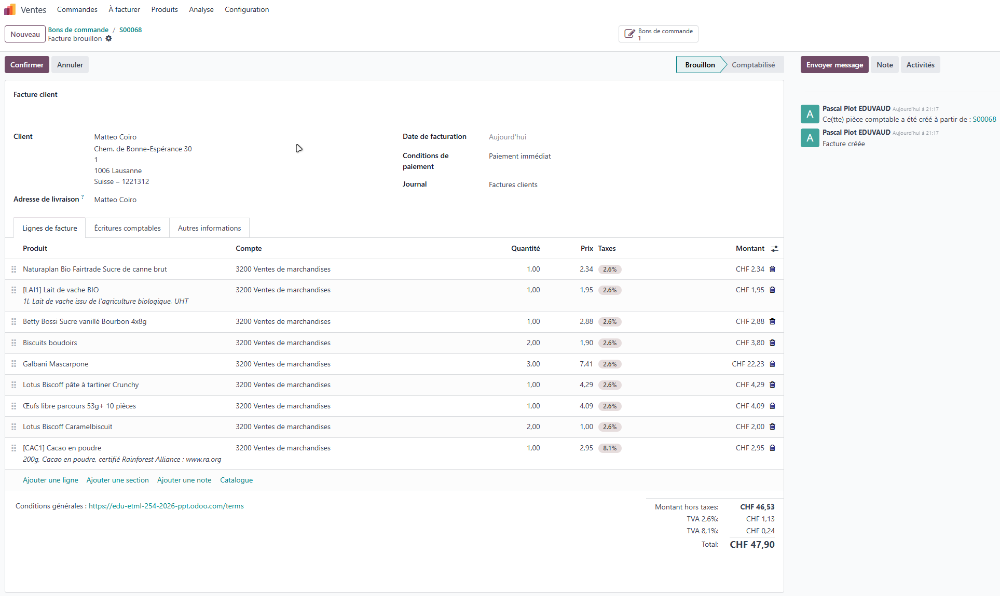 Ventes Commandes À facturer Produits Analyse Configuration
Nouveau
Bons de commande / S00068
Facture brouillon
Bons de commande
1
Confirmer Annuler
Brouillon Comptabilisé
Envoyer message Note Activités
Facture client
Client
Matteo Coiro
Chem. de Bonne-Espérance 30
1
1006 Lausanne
Suisse – 1221312
Adresse de livraison ? Matteo Coiro
Date de facturation Aujourd'hui
Conditions de paiement Paiement immédiat
Journal Factures clients
A
Pascal Piot EDUVAUD Aujourd'hui à 21:17
Ce(tte) pièce comptable a été créé à partir de : S00068
A
Pascal Piot EDUVAUD Aujourd'hui à 21:17
Facture créée
Lignes de facture Écritures comptables Autres informations
Produit Compte Quantité Prix Taxes Montant
Naturaplan Bio Fairtrade Sucre de canne brut 3200 Ventes de marchandises 1,00 2,34 2.6% CHF 2,34
[LAI1] Lait de vache BIO 3200 Ventes de marchandises 1,00 1,95 2.6% CHF 1,95
1l, Lait de vache issu de l'agriculture biologique, UHT
Betty Bossi Sucre vanillé Bourbon 4x8g 3200 Ventes de marchandises 1,00 2,88 2.6% CHF 2,88
Biscuits boudoirs 3200 Ventes de marchandises 2,00 1,90 2.6% CHF 3,80
Galbani Mascarpone 3200 Ventes de marchandises 3,00 7,41 2.6% CHF 22,23
Lotus Biscoff pâte à tartiner Crunchy 3200 Ventes de marchandises 1,00 4,29 2.6% CHF 4,29
Œufs libre parcours 53g+ 10 pièces 3200 Ventes de marchandises 1,00 4,09 2.6% CHF 4,09
Lotus Biscoff Caramelbiscuit 3200 Ventes de marchandises 2,00 1,00 2.6% CHF 2,00
[CAC1] Cacao en poudre 3200 Ventes de marchandises 1,00 2,95 8.1% CHF 2,95
200g, Cacao en poudre, certifié Rainforest Alliance : www.ra.org
Ajouter une ligne Ajouter une section Ajouter une note Catalogue
Conditions générales : https://edu-etml-254-2026-ppt.odoo.com/terms
Montant hors taxes: CHF 46,53
TVA 2,6%: CHF 1,13
TVA 8,1%: CHF 0,24
Total: CHF 47,90